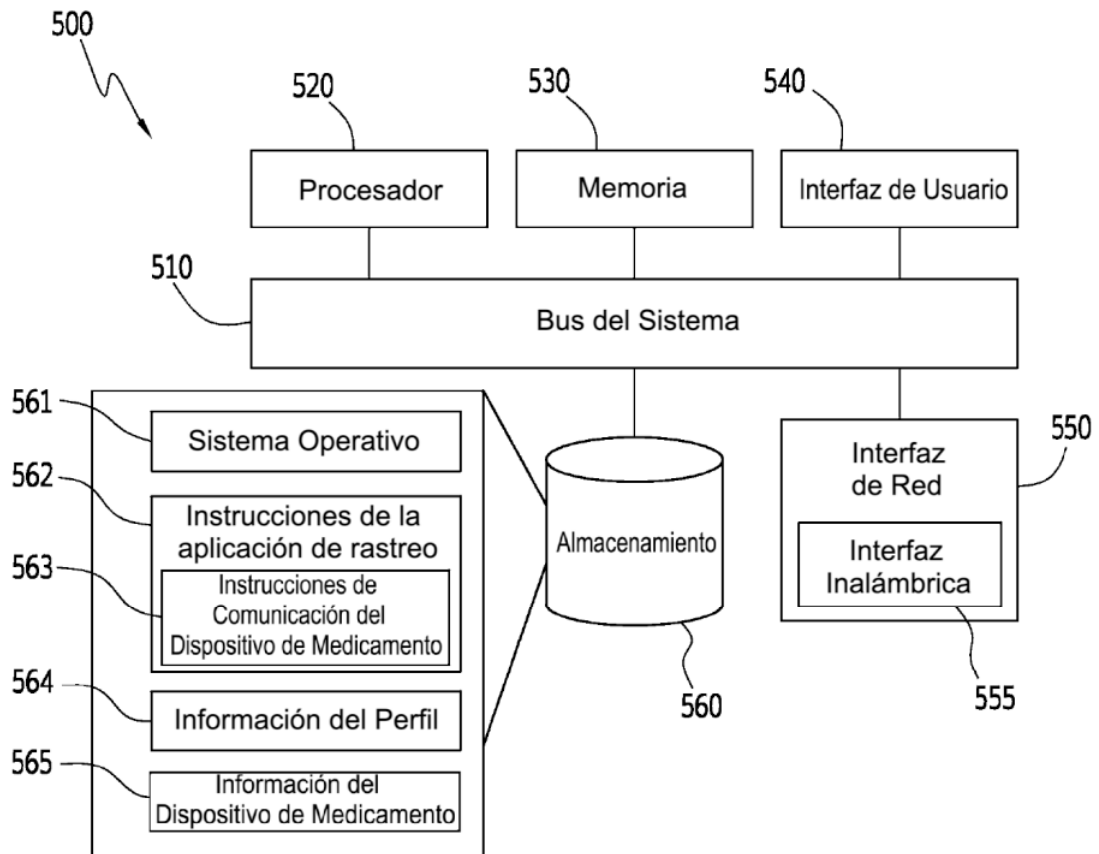 500
520
530
540
Procesador
Memoria
Interfaz de Usuario
510
Bus del Sistema
561
Sistema Operativo
562
Instrucciones de la
aplicación de rastreo
563
Instrucciones de
Comunicación del
Dispositivo de Medicamento
564
Información del Perfil
565
Información del
Dispositivo de Medicamento
Almacenamiento
560
550
Interfaz
de Red
Interfaz
Inalámbrica
555